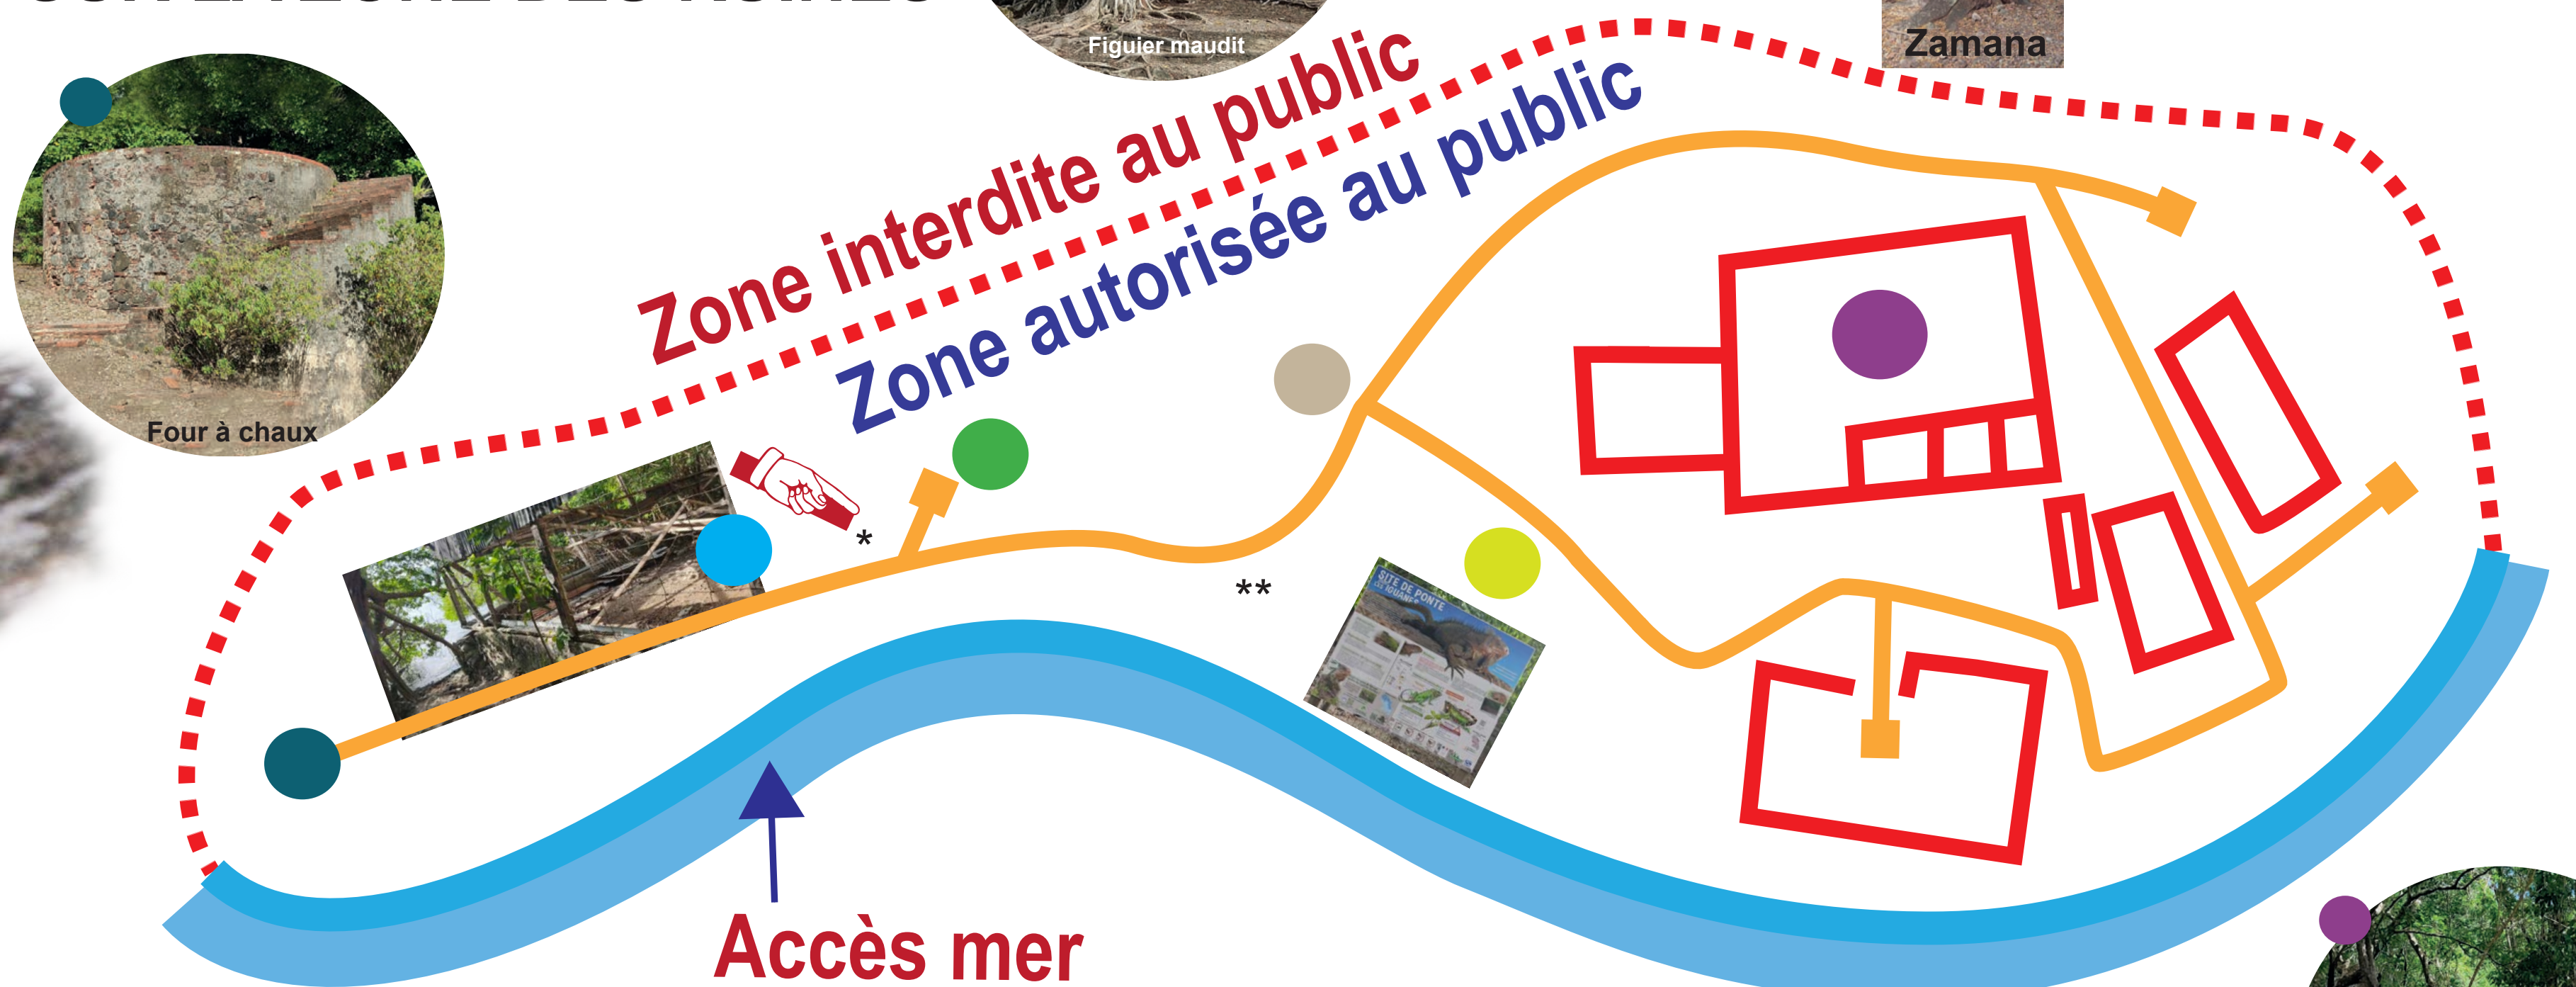 Figuier maudit
Zamana
Four à chaux
Zone interdite au public
Zone autorisée au public
*
**
SITE DE PONTE
Accès mer